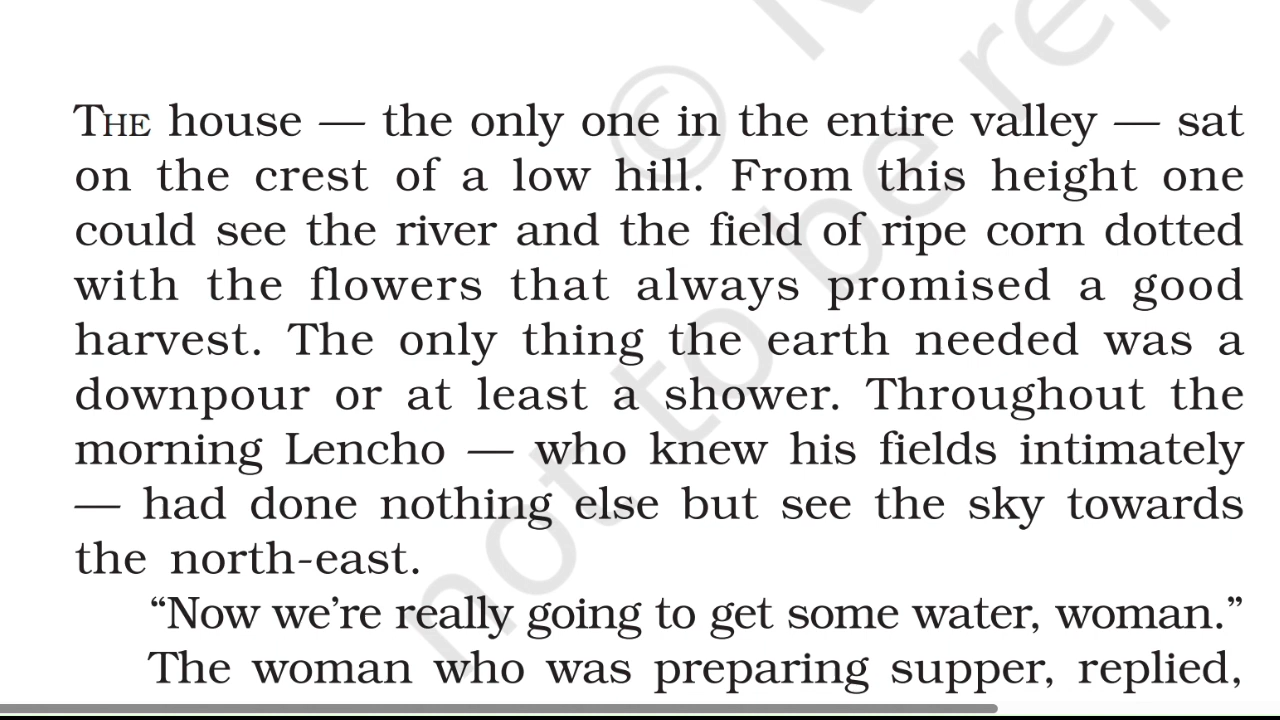 THE house — the only one in the entire valley — sat
on the crest of a low hill. From this height one
could see the river and the field of ripe corn dotted
with the flowers that always promised a good
harvest. The only thing the earth needed was a
downpour or at least a shower. Throughout the
morning Lencho — who knew his fields intimately
— had done nothing else but see the sky towards
the north-east.
“Now we’re really going to get some water, woman.”
The woman who was preparing supper, replied,
©
not to be